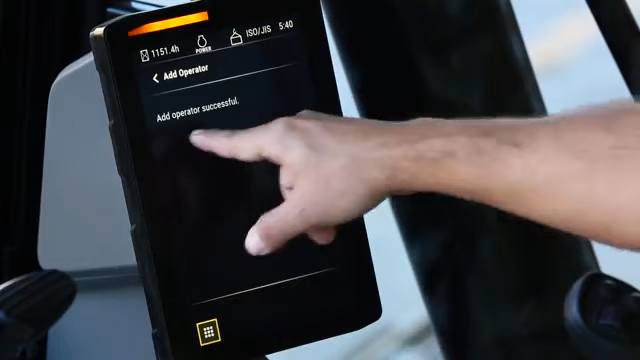 1151.4h POWER ISO/JIS 5:40
Add Operator
Add operator successful.